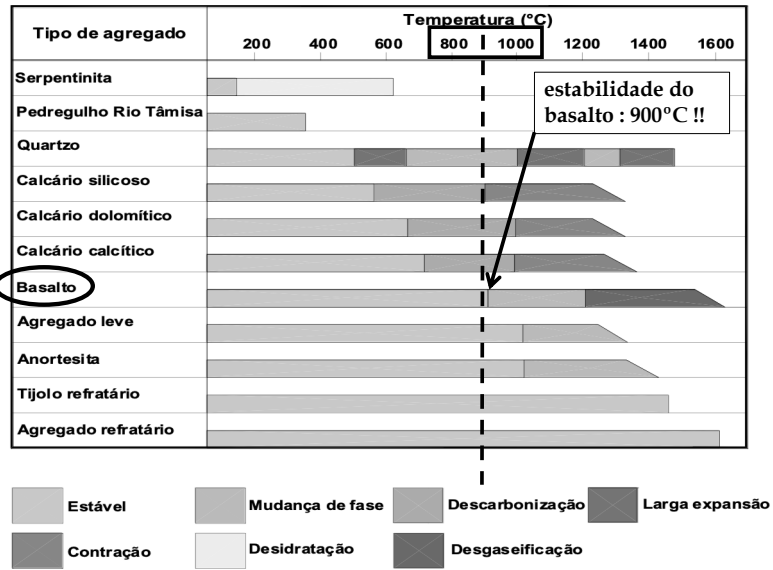 Tipo de agregado
Temperatura (°C)
200 400 600 800 1000 1200 1400 1600
Serpentinita
estabilidade do
basalto : 900°C !!
Pedregulho Rio Tâmisa
Quartzo
Calcário silicoso
Calcário dolomítico
Calcário calcítico
Basalto
Agregado leve
Anortesita
Tijolo refratário
Agregado refratário
Estável Mudança de fase Descarbonização Larga expansão
Contração Desidratação Desgaseificação